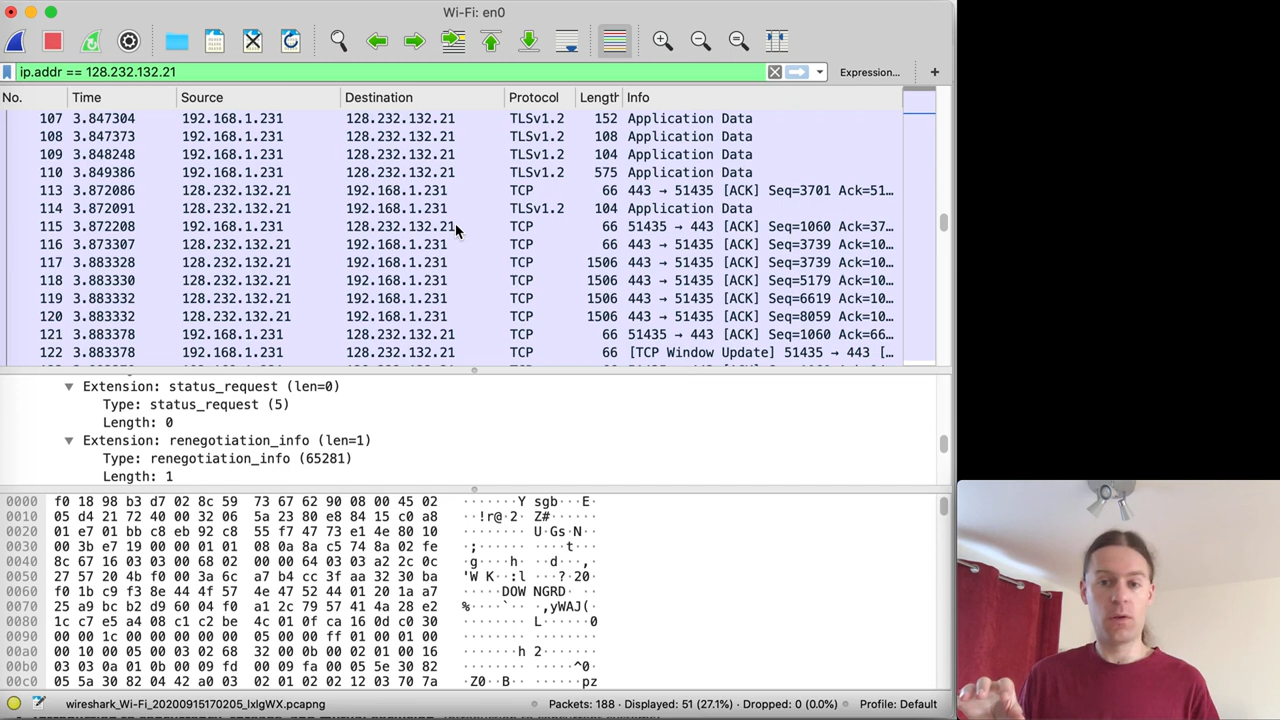 Wi-Fi: en0
ip.addr == 128.232.132.21 Expression… +
No. Time Source Destination Protocol Length Info
107 3.847304 192.168.1.231 128.232.132.21 TLSv1.2 152 Application Data
108 3.847373 192.168.1.231 128.232.132.21 TLSv1.2 108 Application Data
109 3.848248 192.168.1.231 128.232.132.21 TLSv1.2 104 Application Data
110 3.849386 192.168.1.231 128.232.132.21 TLSv1.2 575 Application Data
113 3.872086 128.232.132.21 192.168.1.231 TCP 66 443 → 51435 [ACK] Seq=3701 Ack=51…
114 3.872091 128.232.132.21 192.168.1.231 TLSv1.2 104 Application Data
115 3.872208 192.168.1.231 128.232.132.21 TCP 66 51435 → 443 [ACK] Seq=1060 Ack=37…
116 3.873307 128.232.132.21 192.168.1.231 TCP 66 443 → 51435 [ACK] Seq=3739 Ack=10…
117 3.883328 128.232.132.21 192.168.1.231 TCP 1506 443 → 51435 [ACK] Seq=3739 Ack=10…
118 3.883330 128.232.132.21 192.168.1.231 TCP 1506 443 → 51435 [ACK] Seq=5179 Ack=10…
119 3.883332 128.232.132.21 192.168.1.231 TCP 1506 443 → 51435 [ACK] Seq=6619 Ack=10…
120 3.883332 128.232.132.21 192.168.1.231 TCP 1506 443 → 51435 [ACK] Seq=8059 Ack=10…
121 3.883378 192.168.1.231 128.232.132.21 TCP 66 51435 → 443 [ACK] Seq=1060 Ack=66…
122 3.883378 192.168.1.231 128.232.132.21 TCP 66 [TCP Window Update] 51435 → 443 […
Extension: status_request (len=0)
Type: status_request (5)
Length: 0
Extension: renegotiation_info (len=1)
Type: renegotiation_info (65281)
Length: 1
0000 f0 18 98 b3 d7 02 8c 59 73 67 62 90 08 00 45 02 ·······Y sgb···E·
0010 05 d4 21 72 40 00 32 06 5a 23 80 e8 84 15 c0 a8 ··!r@·2· Z#······
0020 01 e7 01 bb c8 eb 92 c8 55 f7 47 73 e1 4e 80 10 ········ U·Gs·N··
0030 00 3b e7 19 00 00 01 01 08 0a 8a c5 74 8a 02 fe ·;······ ····t···
0040 8c 67 16 03 03 00 68 02 00 00 64 03 03 a2 2c 0c ·g····h· ··d···,·
0050 27 57 20 4b f0 00 3a 6c a7 b4 cc 3f aa 32 30 ba 'W K··:l ···?·20·
0060 f0 1b c9 f3 8e 44 4f 57 4e 47 52 44 01 20 1a a7 ·····DOW NGRD· ··
0070 25 a9 bc b2 d9 60 04 f0 a1 2c 79 57 41 4a 28 e2 %····`·· ·,yWAJ(·
0080 1c c7 e5 a4 08 c1 c2 be 4c 01 0f ca 16 0d c0 30 ········ L······0
0090 00 00 1c 00 00 00 00 00 05 00 00 ff 01 00 01 00 ········ ········
00a0 00 10 00 05 00 03 02 68 32 00 0b 00 02 01 00 16 ·······h 2·······
00b0 03 03 0a 01 0b 00 09 fd 00 09 fa 00 05 5e 30 82 ········ ·····^0·
00c0 05 5a 30 82 04 42 a0 03 02 01 02 02 12 03 70 7a ·Z0··B·· ······pz
wireshark_Wi-Fi_20200915170205_IxIgWX.pcapng Packets: 188 · Displayed: 51 (27.1%) · Dropped: 0 (0.0%) Profile: Default